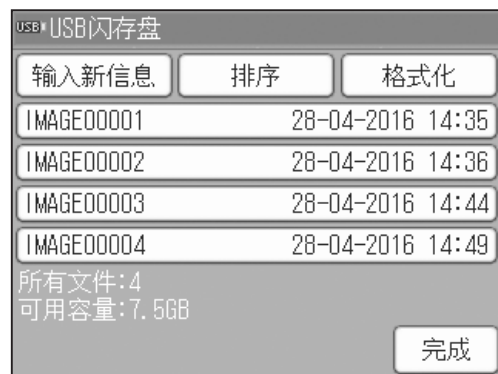 USB USB闪存盘
输入新信息 排序 格式化
IMAGE00001 28-04-2016 14:35
IMAGE00002 28-04-2016 14:36
IMAGE00003 28-04-2016 14:44
IMAGE00004 28-04-2016 14:49
所有文件:4
可用容量:7.5GB
完成